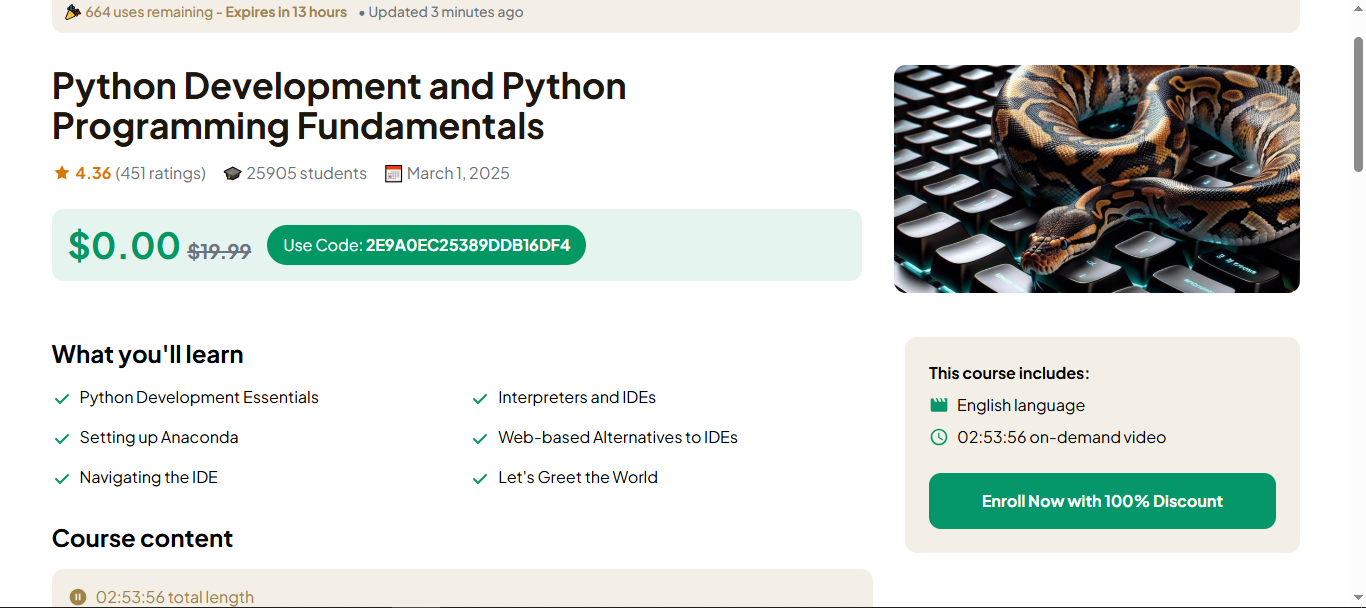 664 uses remaining - Expires in 13 hours • Updated 3 minutes ago
Python Development and Python
Programming Fundamentals
4.36 (451 ratings) 25905 students March 1, 2025
$0.00 $19.99 Use Code: 2E9A0EC25389DDB16DF4
What you'll learn
Python Development Essentials
Interpreters and IDEs
Setting up Anaconda
Web-based Alternatives to IDEs
Navigating the IDE
Let's Greet the World
This course includes:
English language
02:53:56 on-demand video
Enroll Now with 100% Discount
Course content
02:53:56 total length